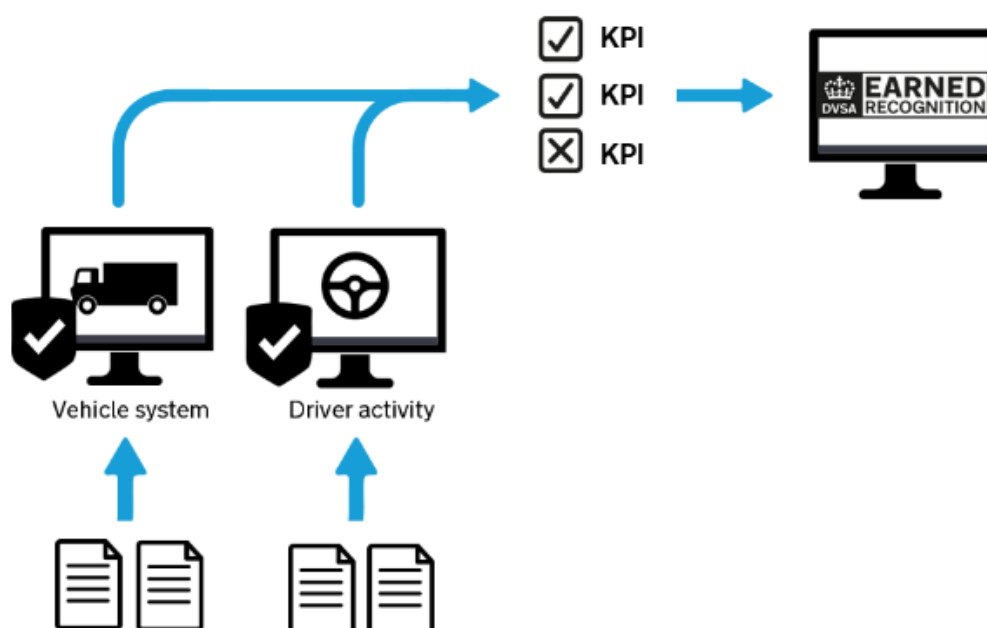 KPI
KPI
KPI
DVSA
EARNED
RECOGNITION
Vehicle system
Driver activity